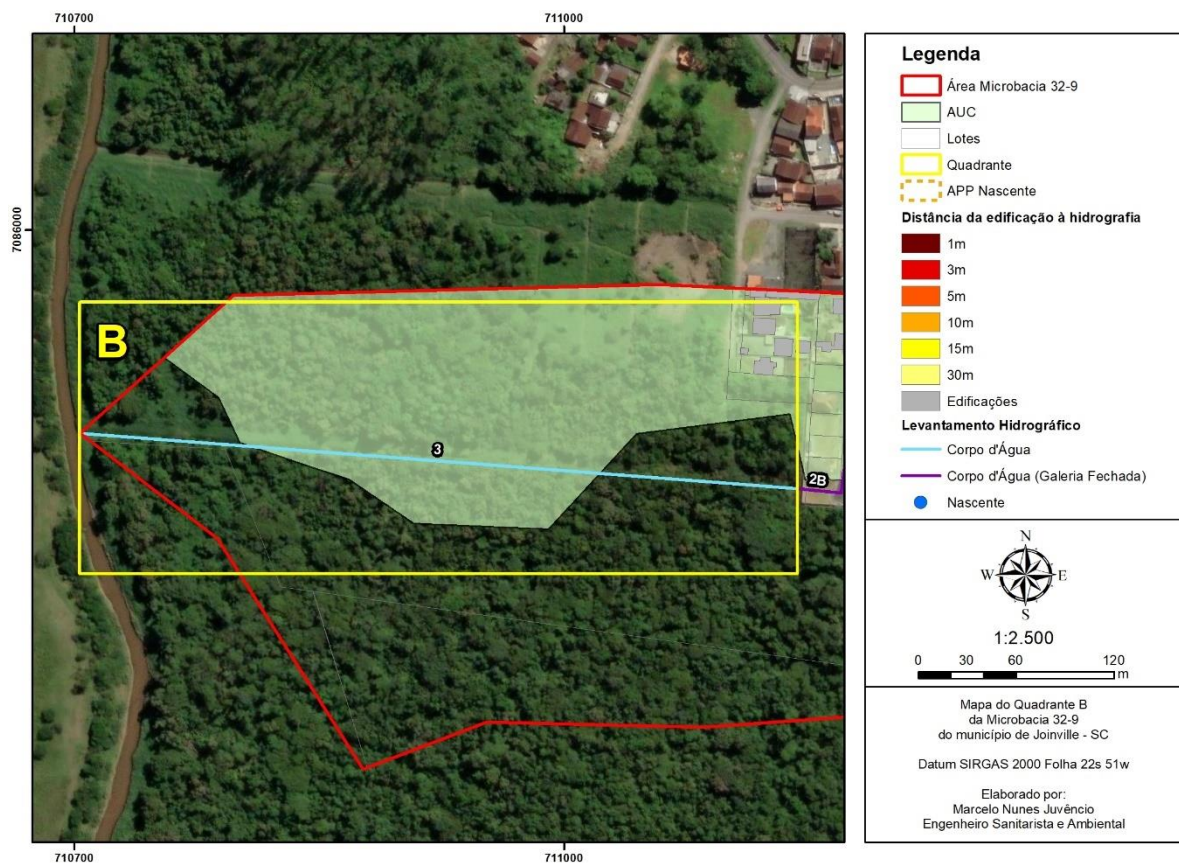 710700
711000
7086000
B
3
2B
Legenda
Área Microbacia 32-9
AUC
Lotes
Quadrante
APP Nascente
Distância da edificação à hidrografia
1m
3m
5m
10m
15m
30m
Edificações
Levantamento Hidrográfico
Corpo d'Água
Corpo d'Água (Galeria Fechada)
Nascente
N
W
E
S
1:2.500
0 30 60 120
m
Mapa do Quadrante B
da Microbacia 32-9
do município de Joinville - SC
Datum SIRGAS 2000 Folha 22s 51w
Elaborado por:
Marcelo Nunes Juvêncio
Engenheiro Sanitarista e Ambiental
710700
711000